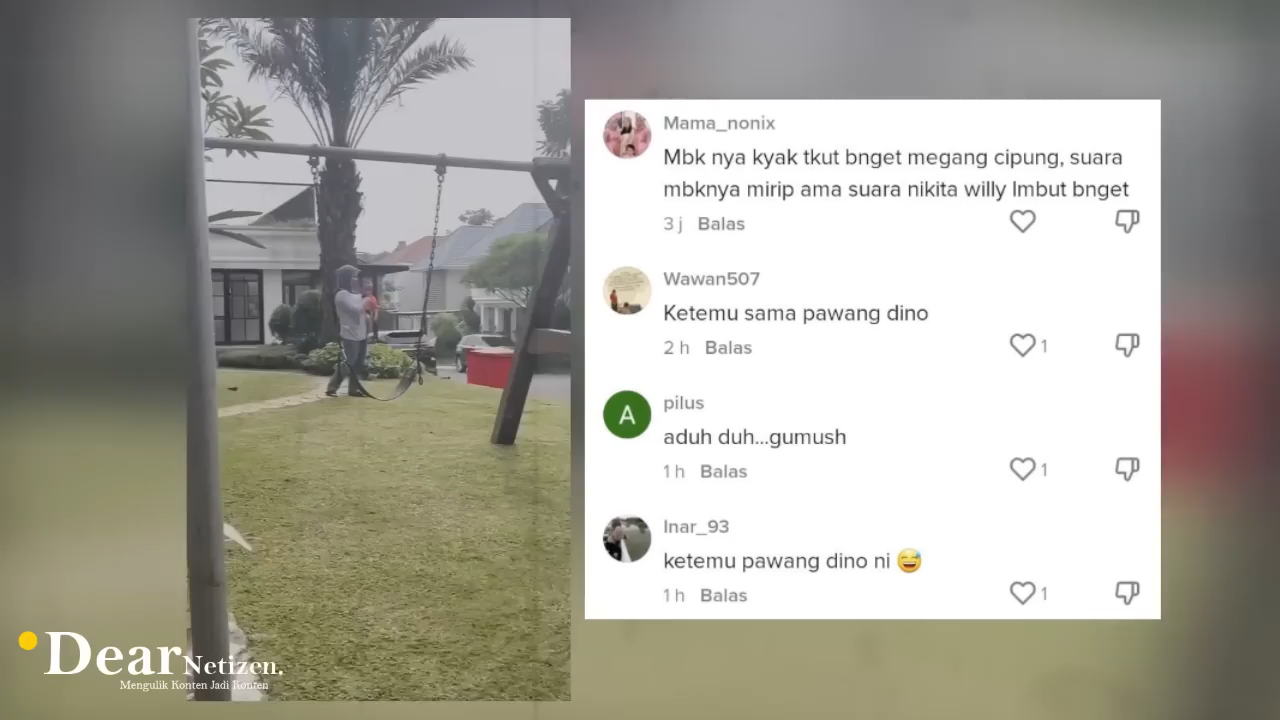 Mama_nonix
Mbk nya kyak tkut bnget megang cipung, suara
mbknya mirip ama suara nikita willy lmbut bnget
3 j Balas
Wawan507
Ketemu sama pawang dino
2 h Balas
1
A
pilus
aduh duh...gumush
1 h Balas
1
Inar_93
ketemu pawang dino ni 😅
1 h Balas
1
Dear Netizen.
Mengulik Konten Jadi Konten